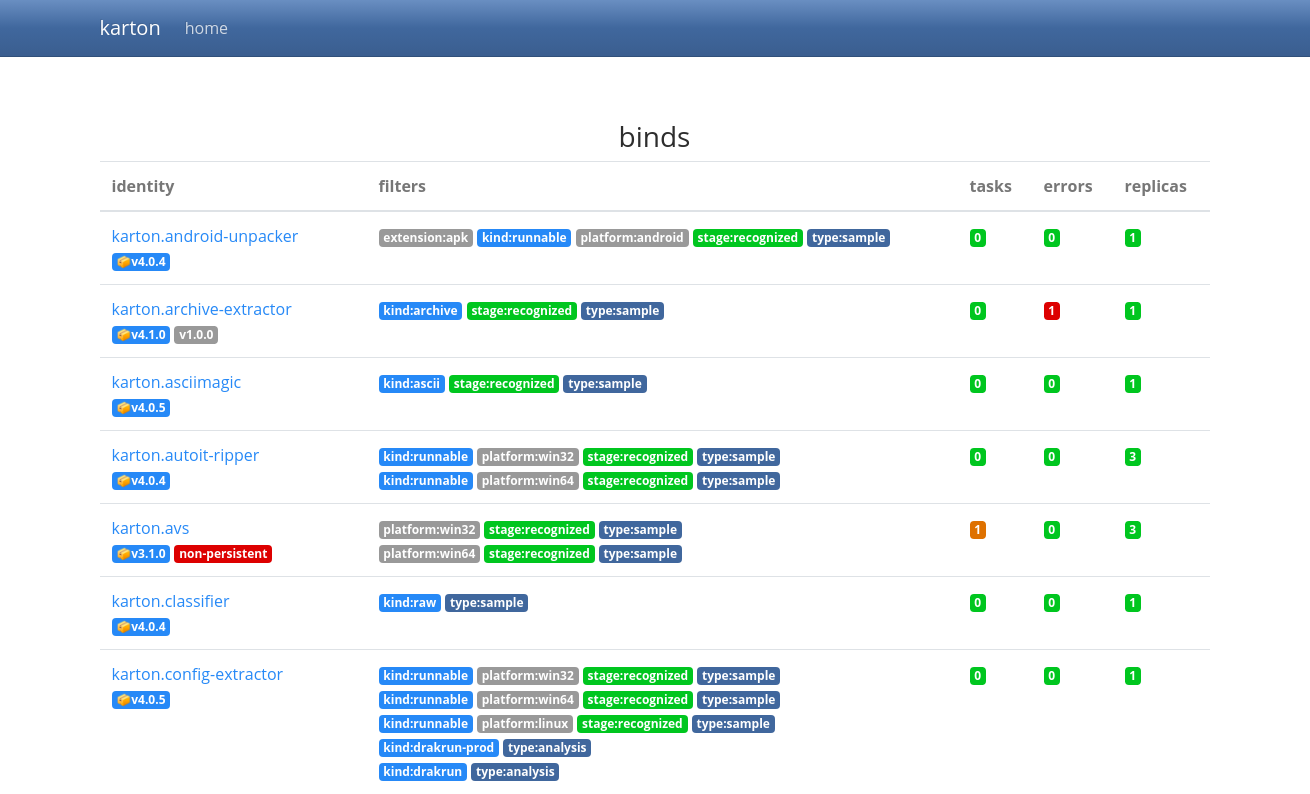 karton home
binds
identity filters tasks errors replicas
karton.android-unpacker extension:apk kind:runnable platform:android stage:recognized type:sample 0 0 1
v4.0.4
karton.archive-extractor kind:archive stage:recognized type:sample 0 1 1
v4.1.0 v1.0.0
karton.asciimagic kind:ascii stage:recognized type:sample 0 0 1
v4.0.5
karton.autoit-ripper kind:runnable platform:win32 stage:recognized type:sample 0 0 3
v4.0.4 kind:runnable platform:win64 stage:recognized type:sample
karton.avs platform:win32 stage:recognized type:sample 1 0 3
v3.1.0 non-persistent platform:win64 stage:recognized type:sample
karton.classifier kind:raw type:sample 0 0 1
v4.0.4
karton.config-extractor kind:runnable platform:win32 stage:recognized type:sample 0 0 1
v4.0.5 kind:runnable platform:win64 stage:recognized type:sample
kind:runnable platform:linux stage:recognized type:sample
kind:drakrun-prod type:analysis
kind:drakrun type:analysis